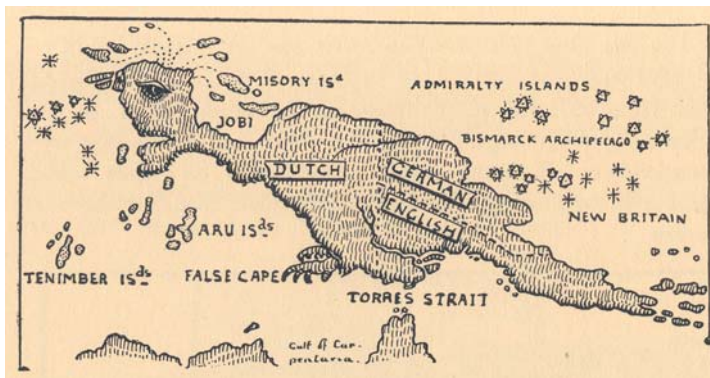 MISORY ISd
ADMIRALTY ISLANDS
JOBI
BISMARCK ARCHIPELAGO
DUTCH
GERMAN
ENGLISH
NEW BRITAIN
ARU ISds
TENIMBER ISds
FALSE CAPE
TORRES STRAIT
Gulf of Car-
pentaria.